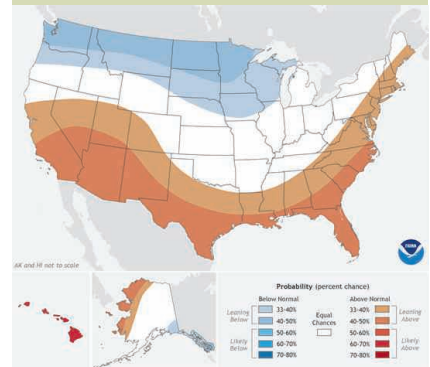 AK and HI not to scale
NOAA
Probability (percent chance)
Below Normal
Above Normal
Leaning Below
33-40%
40-50%
Equal Chances
33-40%
40-50%
Leaning Above
Likely Below
50-60%
60-70%
70-80%
50-60%
60-70%
70-80%
Likely Above